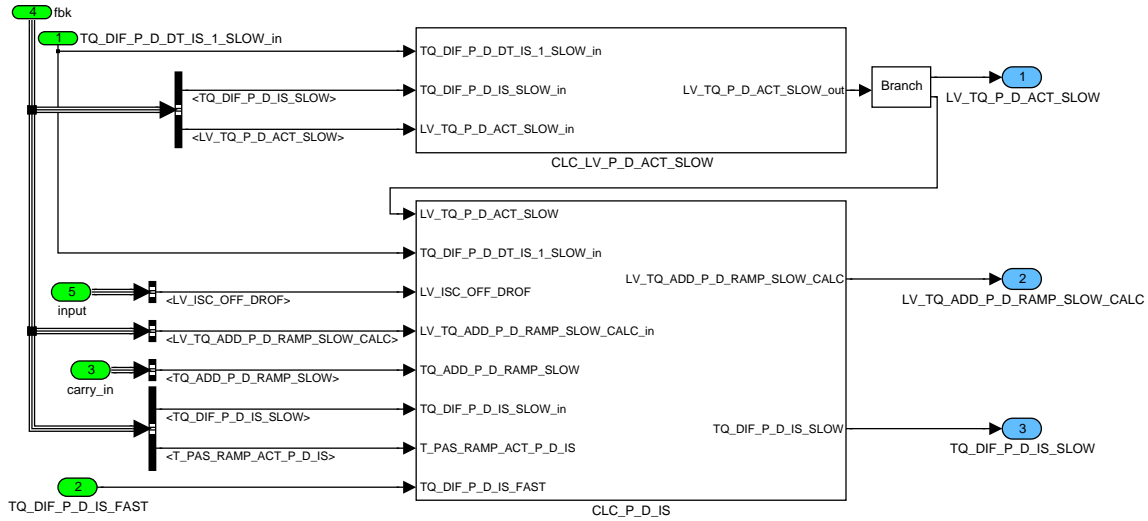 4 fbk
1 TQ_DIF_P_D_DT_IS_1_SLOW_in
TQ_DIF_P_D_DT_IS_1_SLOW_in
<TQ_DIF_P_D_IS_SLOW>
TQ_DIF_P_D_IS_SLOW_in
LV_TQ_P_D_ACT_SLOW_out
Branch
1
LV_TQ_P_D_ACT_SLOW
<LV_TQ_P_D_ACT_SLOW>
LV_TQ_P_D_ACT_SLOW_in
CLC_LV_P_D_ACT_SLOW
LV_TQ_P_D_ACT_SLOW
TQ_DIF_P_D_DT_IS_1_SLOW_in
LV_TQ_ADD_P_D_RAMP_SLOW_CALC
2
LV_TQ_ADD_P_D_RAMP_SLOW_CALC
5
input
<LV_ISC_OFF_DROF>
LV_ISC_OFF_DROF
<LV_TQ_ADD_P_D_RAMP_SLOW_CALC>
LV_TQ_ADD_P_D_RAMP_SLOW_CALC_in
3
carry_in
<TQ_ADD_P_D_RAMP_SLOW>
TQ_ADD_P_D_RAMP_SLOW
<TQ_DIF_P_D_IS_SLOW>
TQ_DIF_P_D_IS_SLOW_in
TQ_DIF_P_D_IS_SLOW
3
TQ_DIF_P_D_IS_SLOW
<T_PAS_RAMP_ACT_P_D_IS>
T_PAS_RAMP_ACT_P_D_IS
2
TQ_DIF_P_D_IS_FAST
TQ_DIF_P_D_IS_FAST
CLC_P_D_IS